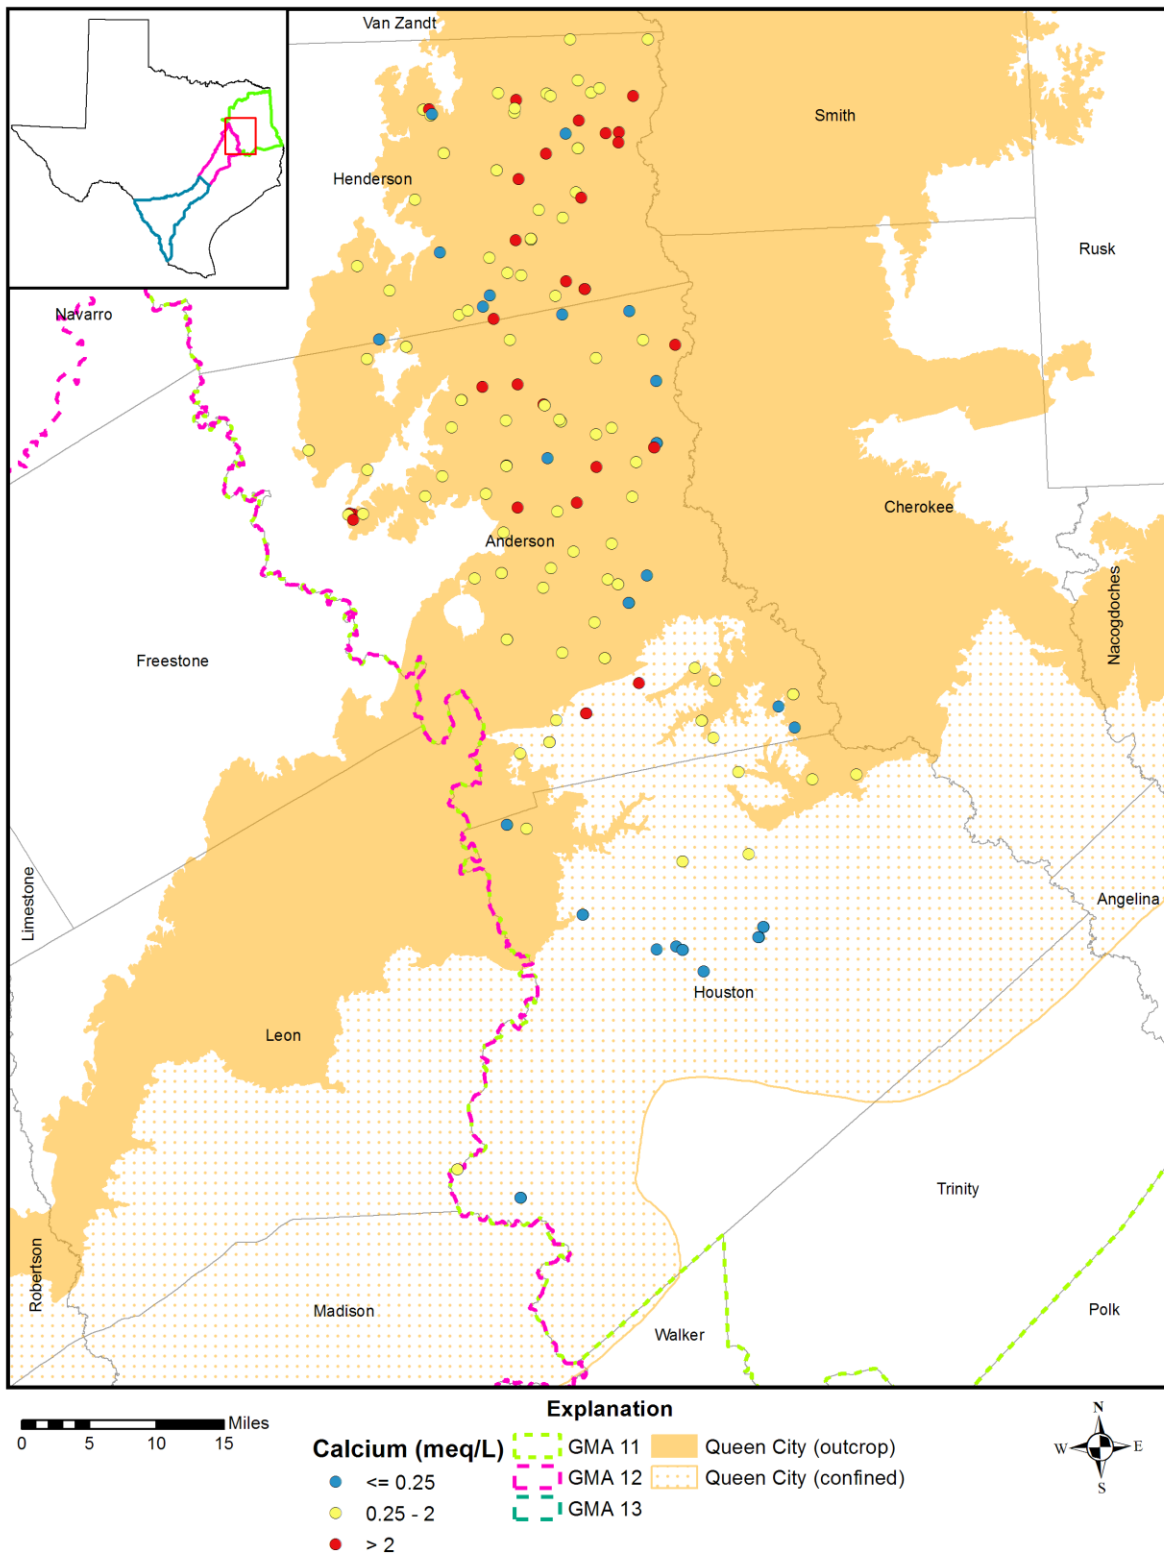 Van Zandt
Smith
Henderson
Rusk
Navarro
Cherokee
Anderson
Nacogdoches
Freestone
Limestone
Angelina
Houston
Leon
Trinity
Robertson
Madison
Polk
Walker
Miles
0 5 10 15
Explanation
Calcium (meq/L)
<= 0.25
0.25 - 2
> 2
GMA 11
GMA 12
GMA 13
Queen City (outcrop)
Queen City (confined)
N
W E
S